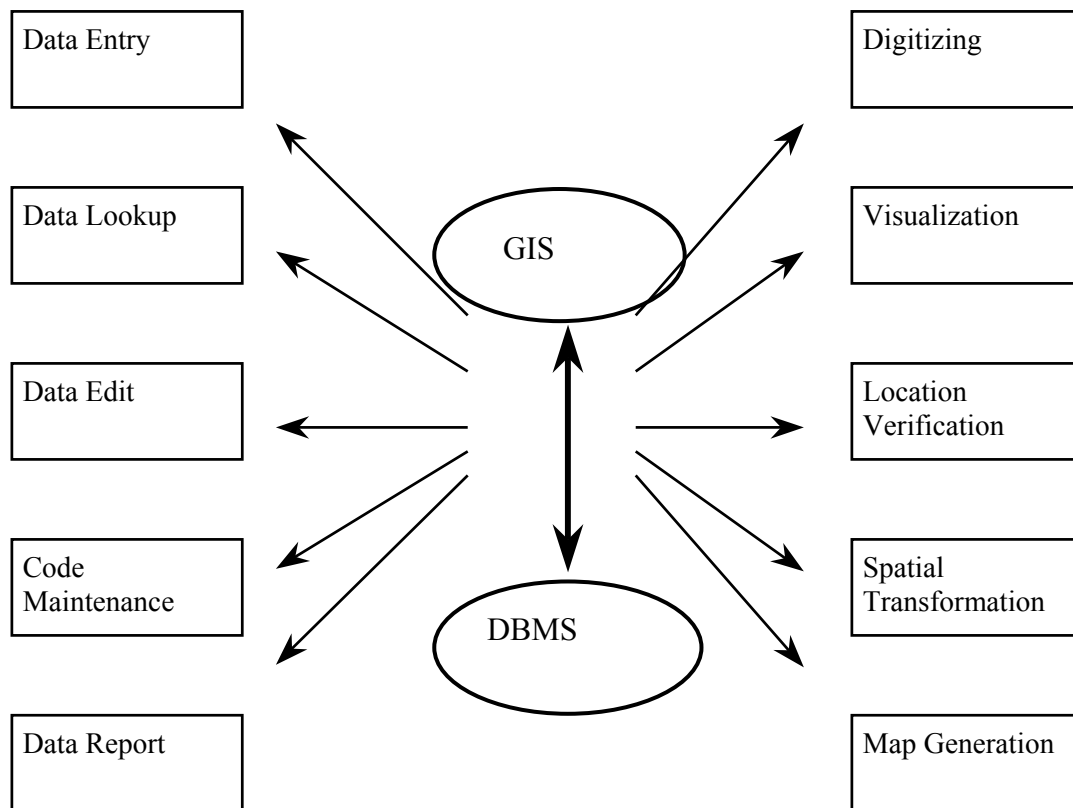 Data Entry
Digitizing
Data Lookup
GIS
Visualization
Data Edit
Location
Verification
Code
Maintenance
DBMS
Spatial
Transformation
Data Report
Map Generation